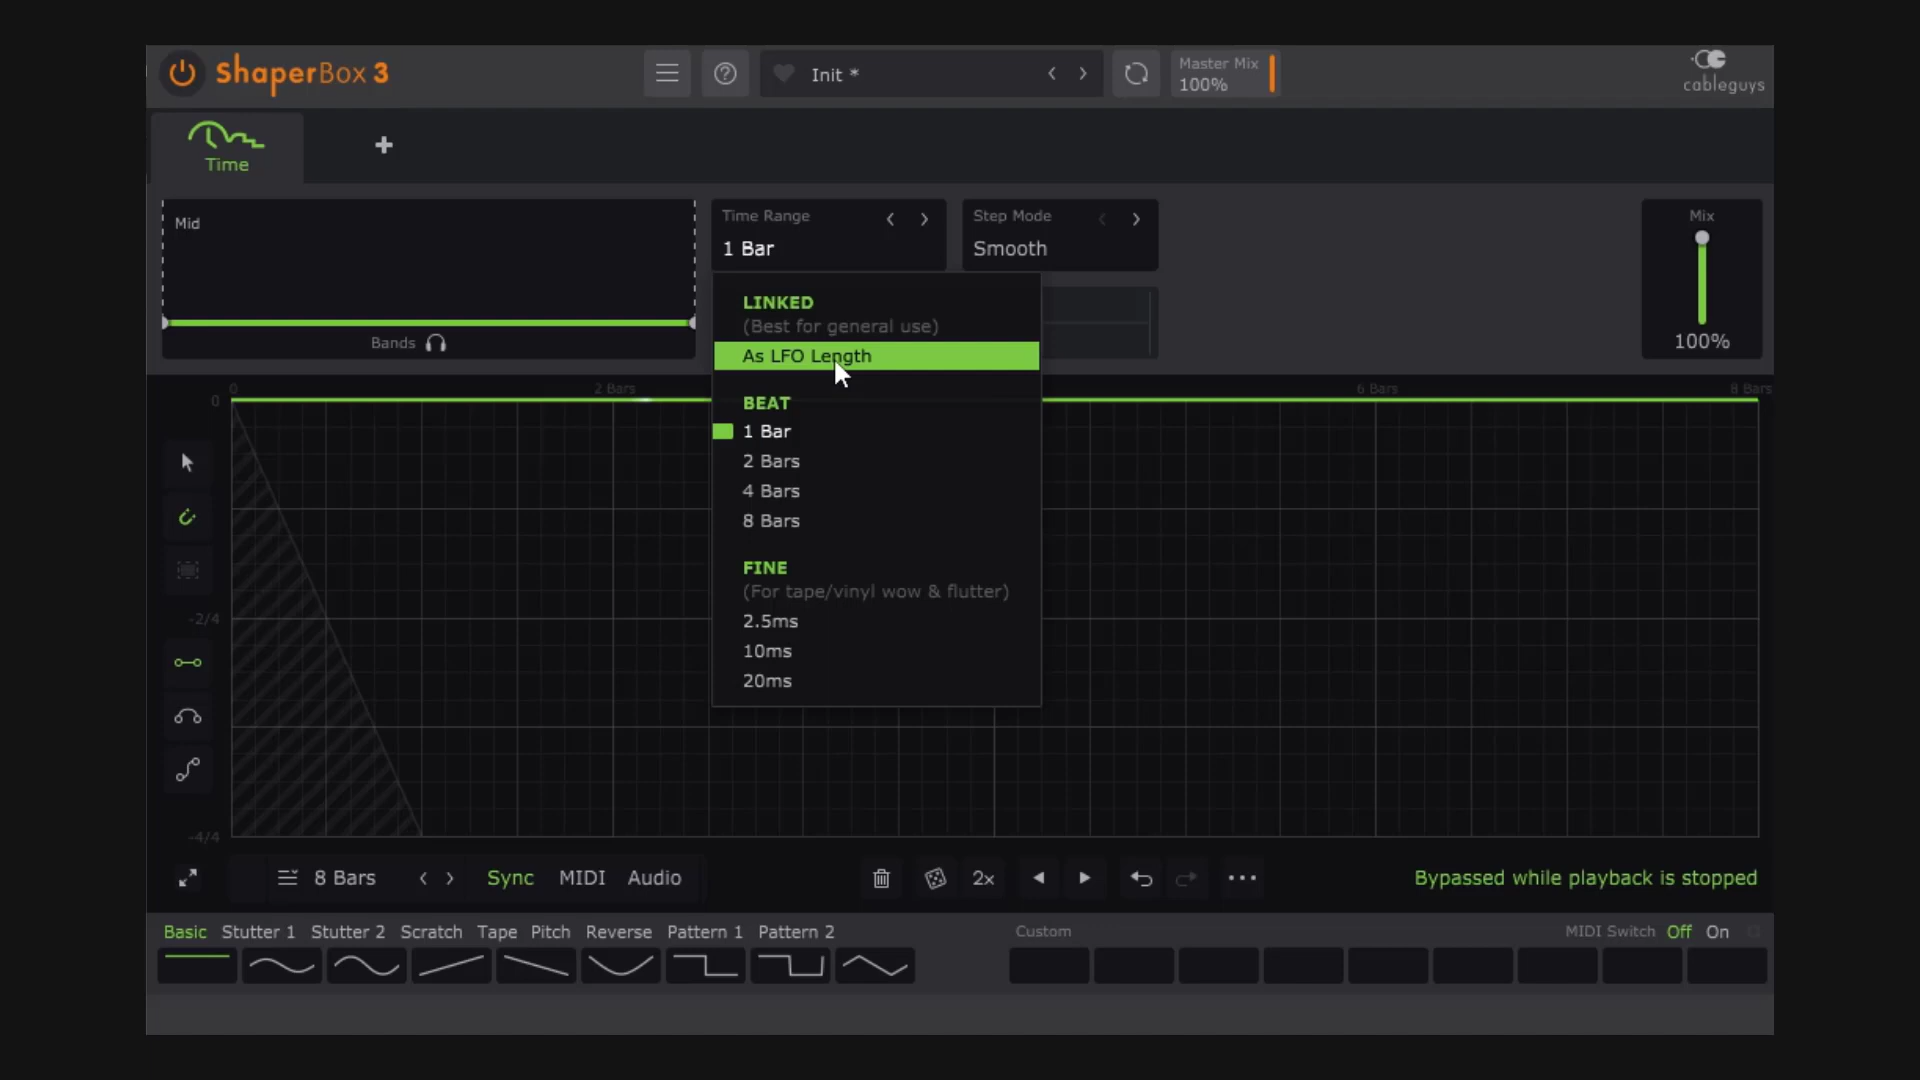 ShaperBox 3
Init *
Master Mix
100%
cableguys
Time
Mid
Bands
Time Range
1 Bar
Step Mode
Smooth
Mix
100%
LINKED
(Best for general use)
As LFO Length
BEAT
1 Bar
2 Bars
4 Bars
8 Bars
FINE
(For tape/vinyl wow & flutter)
2.5ms
10ms
20ms
0
2 Bars
6 Bars
8 Bars
0
-2/4
-4/4
8 Bars
Sync
MIDI
Audio
2x
Bypassed while playback is stopped
Basic
Stutter 1
Stutter 2
Scratch
Tape
Pitch
Reverse
Pattern 1
Pattern 2
Custom
MIDI Switch
Off
On